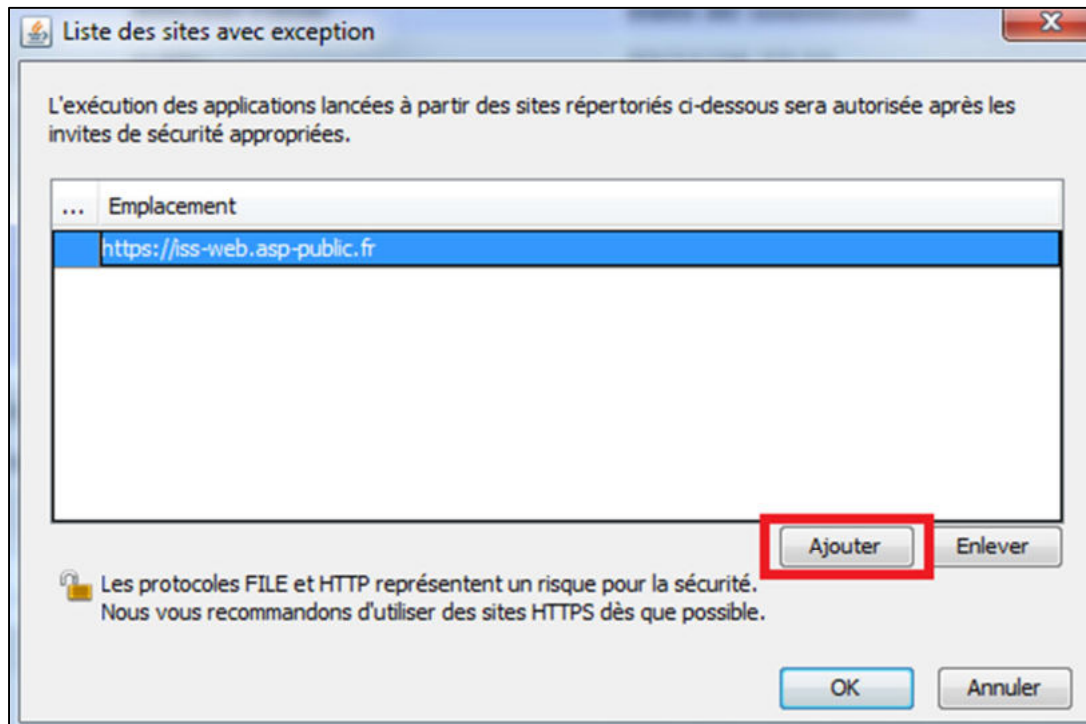 Liste des sites avec exception
L'exécution des applications lancées à partir des sites répertoriés ci-dessous sera autorisée après les
invites de sécurité appropriées.
... Emplacement
https://iss-web.asp-public.fr
Ajouter Enlever
Les protocoles FILE et HTTP représentent un risque pour la sécurité.
Nous vous recommandons d'utiliser des sites HTTPS dès que possible.
OK Annuler